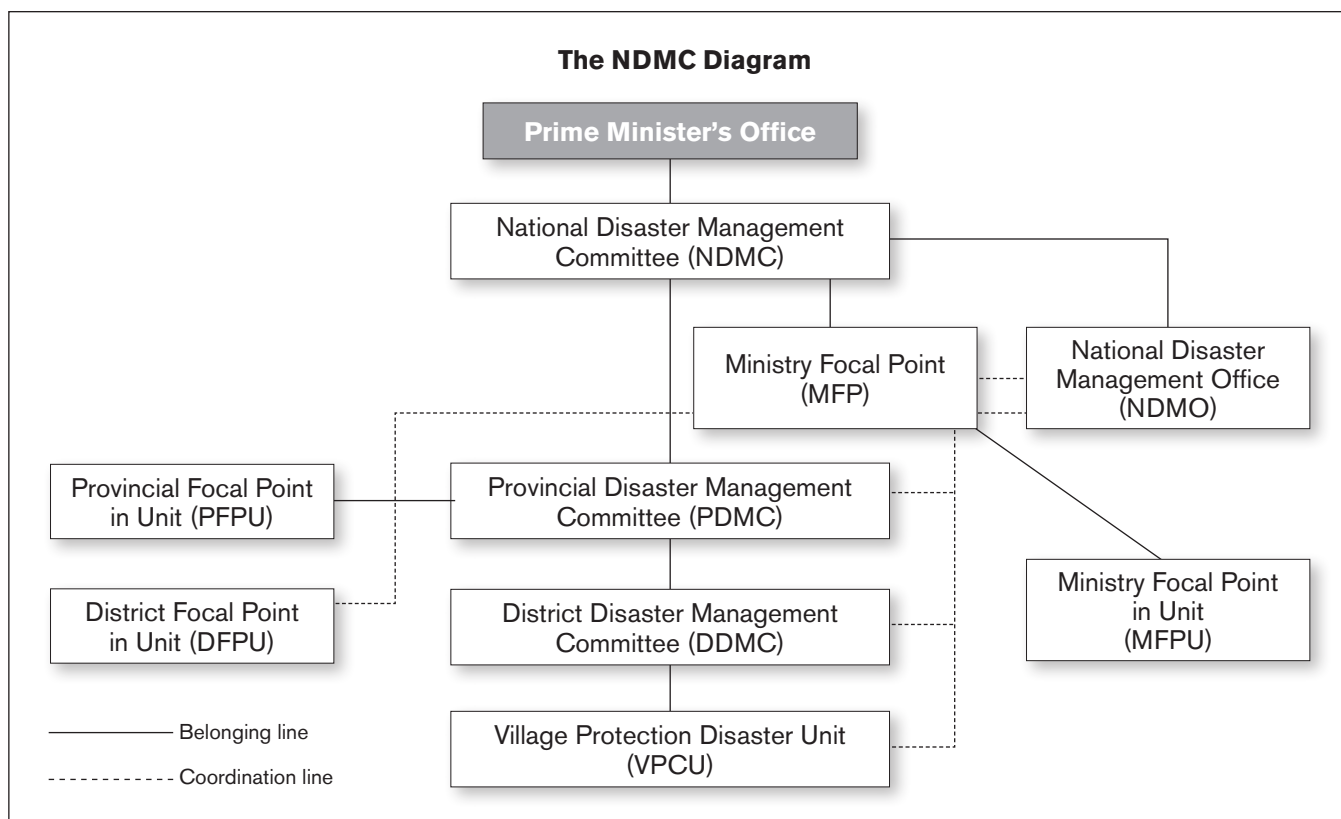 The NDMC Diagram
Prime Minister's Office
National Disaster Management
Committee (NDMC)
Ministry Focal Point
(MFP)
National Disaster
Management Office
(NDMO)
Provincial Focal Point
in Unit (PFPU)
Provincial Disaster Management
Committee (PDMC)
Ministry Focal Point
in Unit
(MFPU)
District Focal Point
in Unit (DFPU)
District Disaster Management
Committee (DDMC)
Village Protection Disaster Unit
(VPCU)
Belonging line
Coordination line